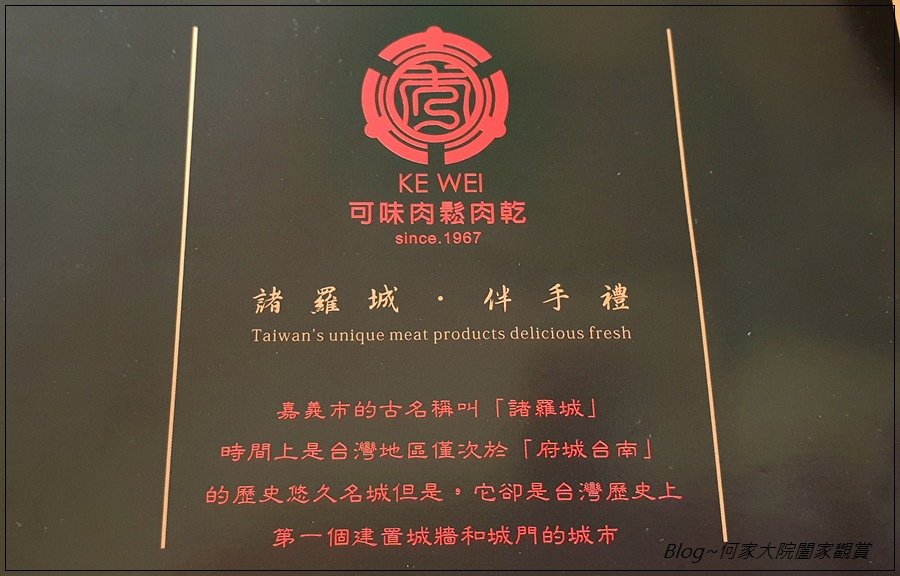 KE WEI
可味肉鬆肉乾
since.1967
諸羅城・伴手禮
Taiwan's unique meat products delicious fresh
嘉義市的古名稱叫「諸羅城」
時間上是台灣地區僅次於「府城台南」
的歷史悠久名城但是，它卻是台灣歷史上
第一個建置城牆和城門的城市
Blog~何家大院闔家觀賞